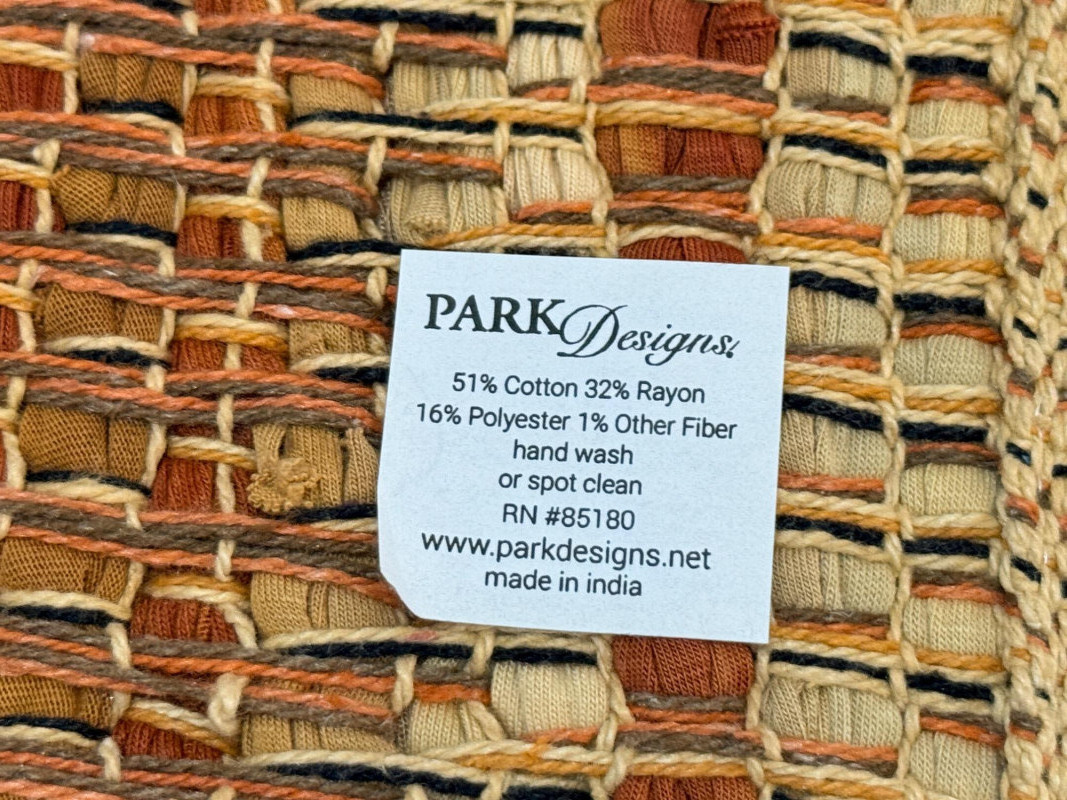 PARK Designs!
51% Cotton 32% Rayon
16% Polyester 1% Other Fiber
hand wash
or spot clean
RN #85180
www.parkdesigns.net
made in india